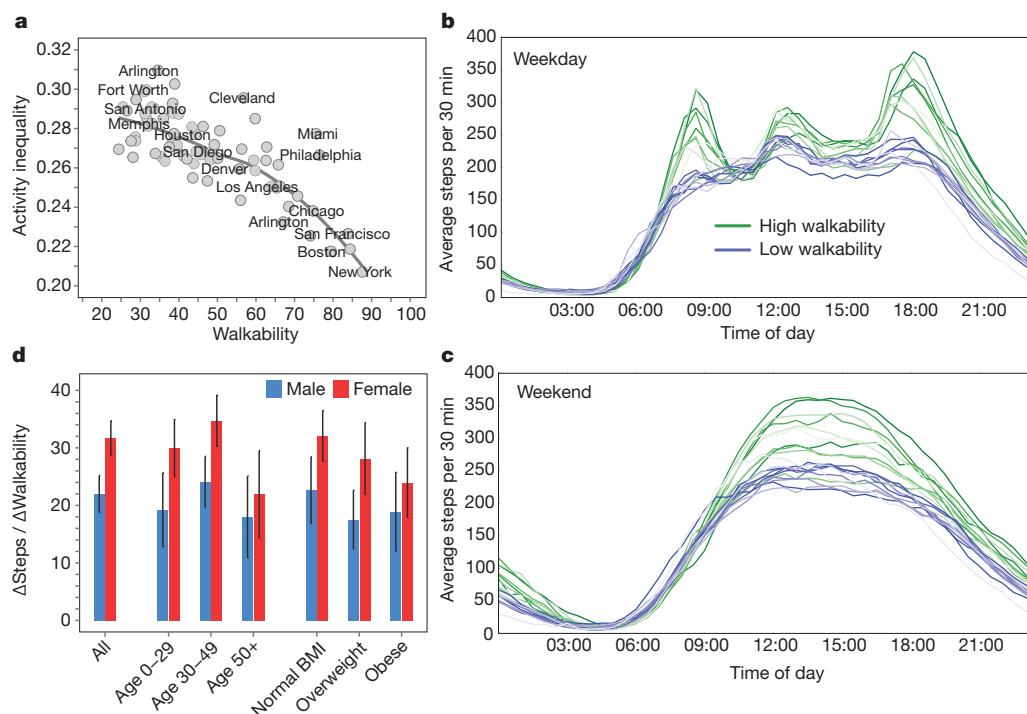 a
Activity inequality
0.32
0.30
0.28
0.26
0.24
0.22
0.20
Arlington
Fort Worth
Cleveland
San Antonio
Memphis
Houston
Miami
San Diego
Philadelphia
Denver
Los Angeles
Chicago
Arlington
San Francisco
Boston
New York
20 30 40 50 60 70 80 90 100
Walkability
b
Weekday
Average steps per 30 min
400
350
300
250
200
150
100
50
0
High walkability
Low walkability
03:00 06:00 09:00 12:00 15:00 18:00 21:00
Time of day
d
Male Female
ΔSteps / ΔWalkability
40
30
20
10
0
All
Age 0–29
Age 30–49
Age 50+
Normal BMI
Overweight
Obese
c
Weekend
Average steps per 30 min
400
350
300
250
200
150
100
50
0
03:00 06:00 09:00 12:00 15:00 18:00 21:00
Time of day